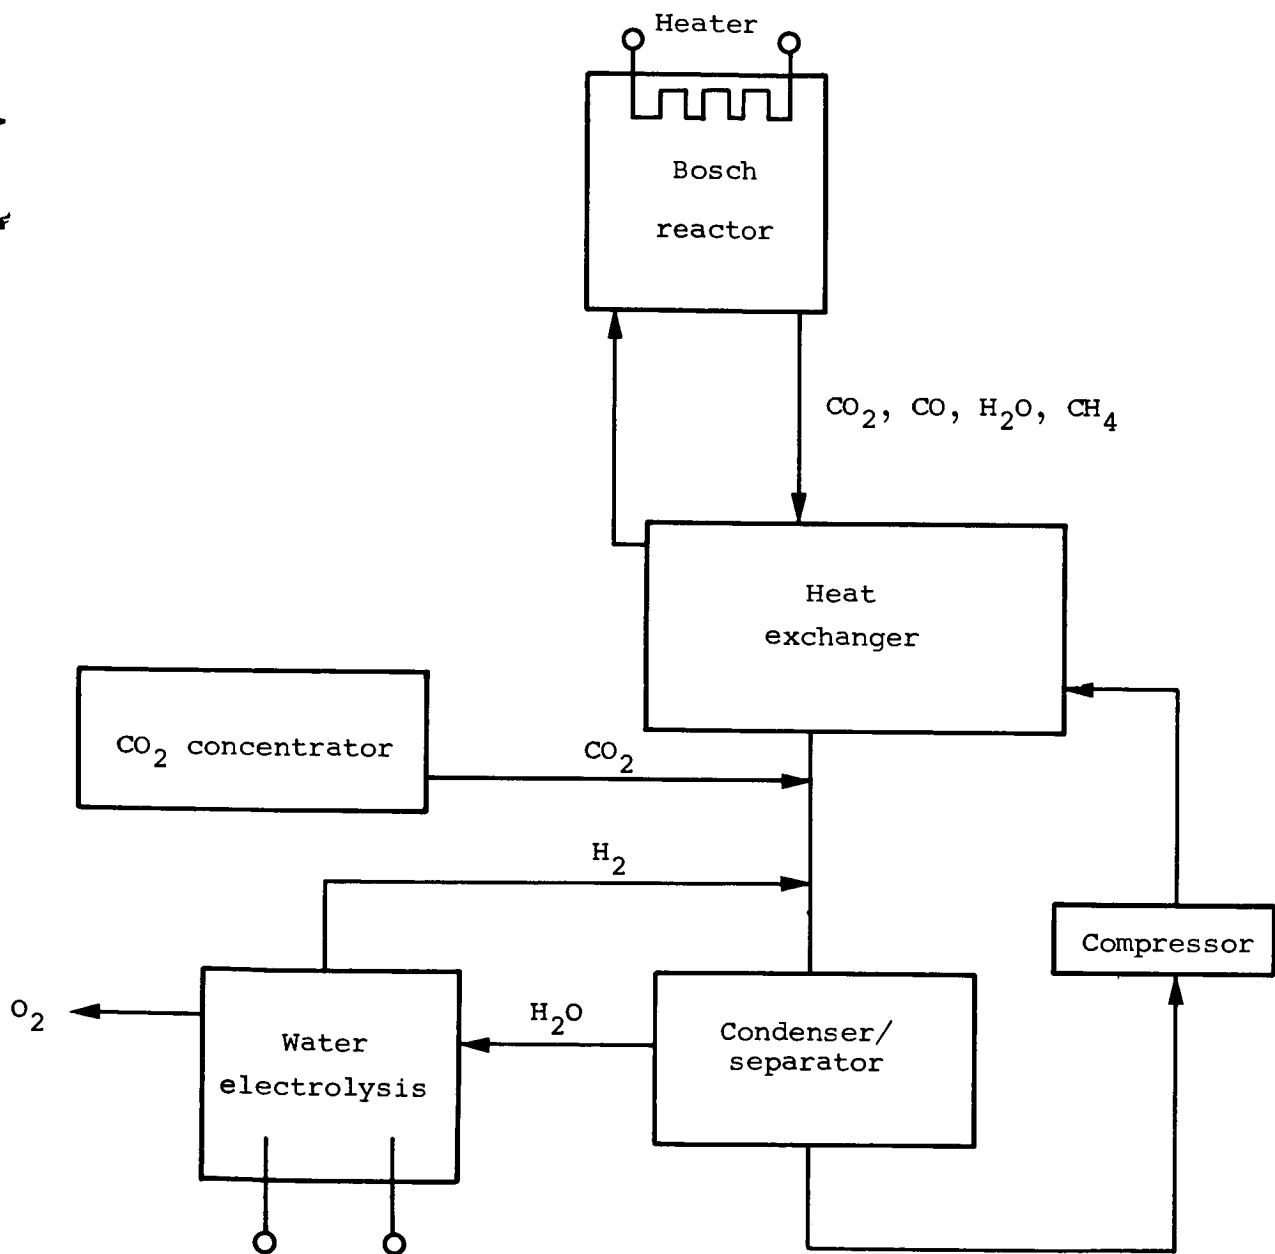 Heater
Bosch
reactor
CO₂, CO, H₂O, CH₄
Heat
exchanger
CO₂ concentrator
CO₂
H₂
Compressor
O₂
H₂O
Water
electrolysis
Condenser/
separator